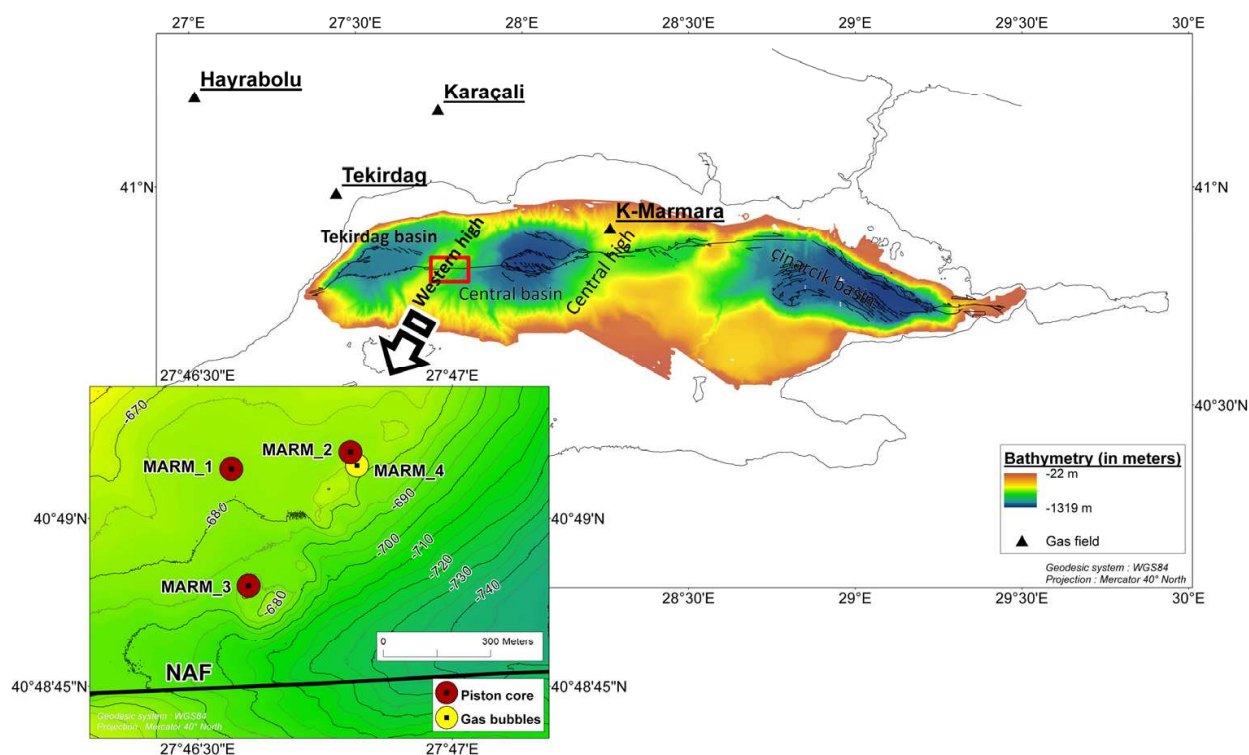 27°E 27°30'E 28°E 28°30'E 29°E 29°30'E 30°E
Hayrabolu
Karaçali
Tekirdag
41°N 41°N
K-Marmara
Tekirdag basin
Western high
Central basin
Central high
çinarcik basin
40°30'N
Bathymetry (in meters)
-22 m
-1319 m
Gas field
Geodesic system : WGS84
Projection : Mercator 40° North
28°30'E 29°E 29°30'E 30°E
27°46'30"E 27°47'E
-670
MARM_2
MARM_1
MARM_4
-680
-690
40°49'N 40°49'N
-700
-710
-720
-730
-740
MARM_3
-680
0 300 Meters
NAF
40°48'45"N 40°48'45"N
Piston core
Gas bubbles
Geodesic system : WGS84
Projection : Mercator 40° North
27°46'30"E 27°47'E